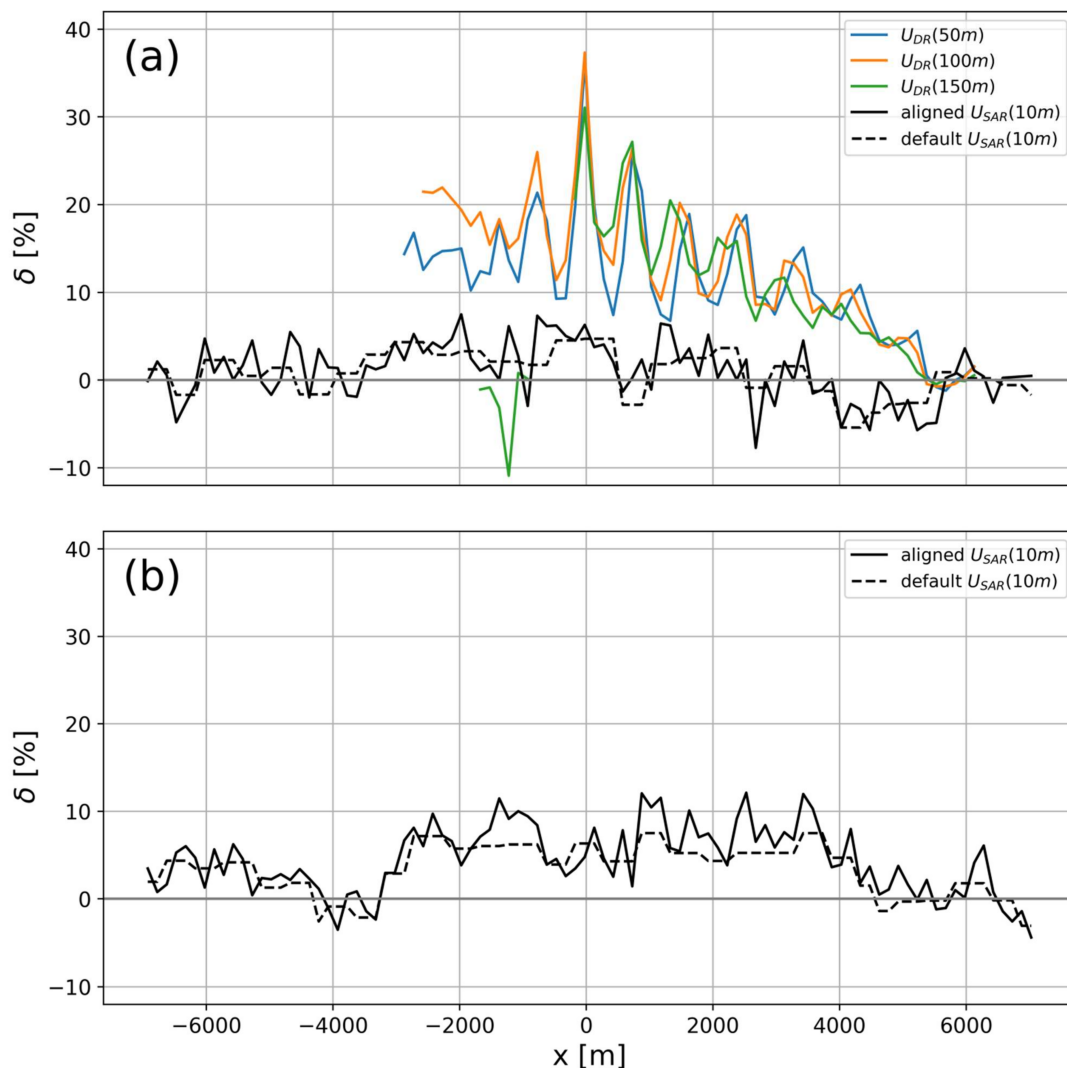 (a)
U_DR(50m)
U_DR(100m)
U_DR(150m)
aligned U_SAR(10m)
default U_SAR(10m)
40
30
20
10
0
−10
δ [%]
(b)
aligned U_SAR(10m)
default U_SAR(10m)
40
30
20
10
0
−10
δ [%]
−6000 −4000 −2000 0 2000 4000 6000
x [m]